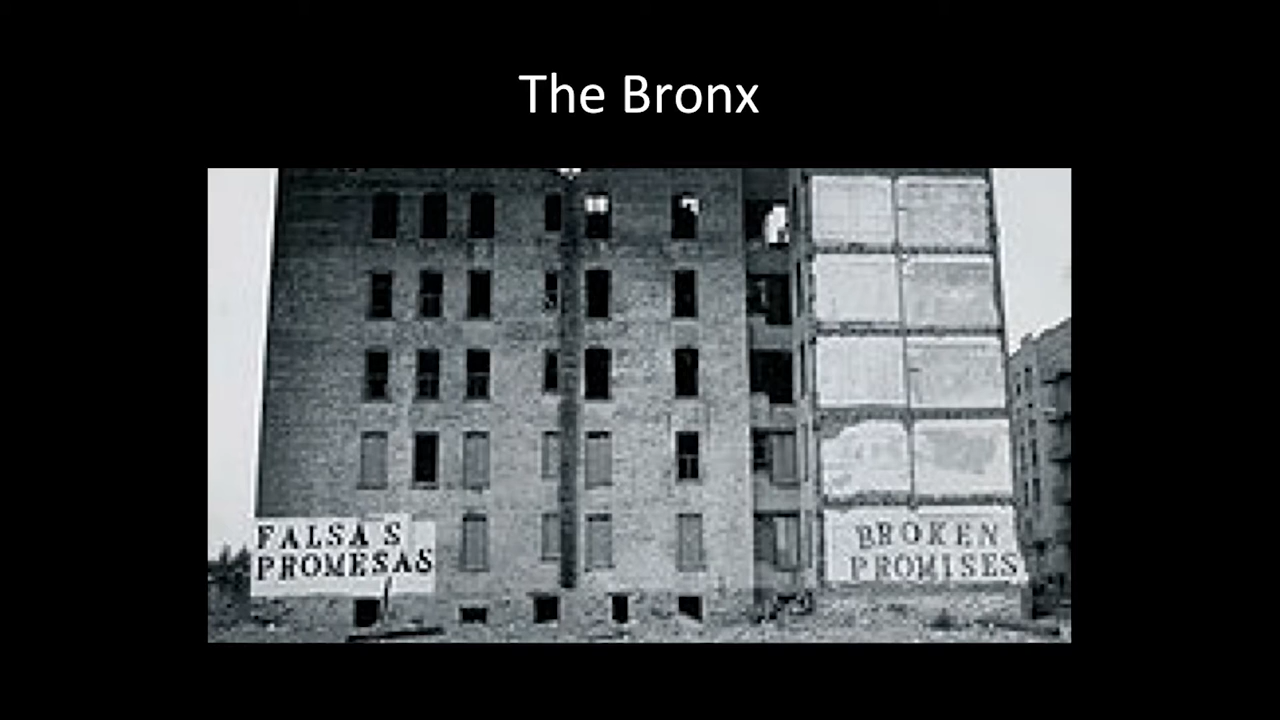 The Bronx
FALSAS
PROMESAS
BROKEN
PROMISES